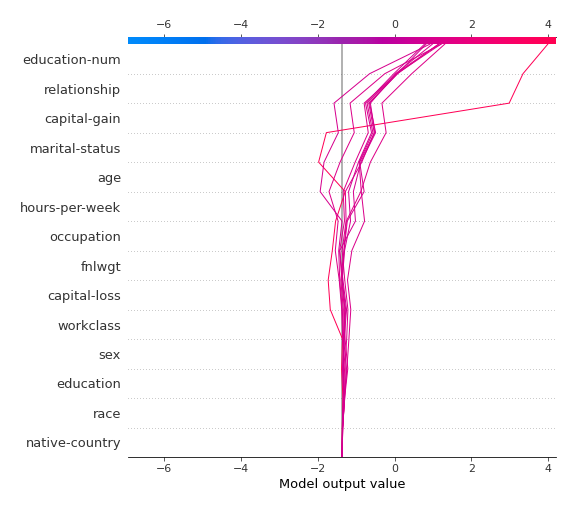 −6 −4 −2 0 2 4
education-num
relationship
capital-gain
marital-status
age
hours-per-week
occupation
fnlwgt
capital-loss
workclass
sex
education
race
native-country
−6 −4 −2 0 2 4
Model output value